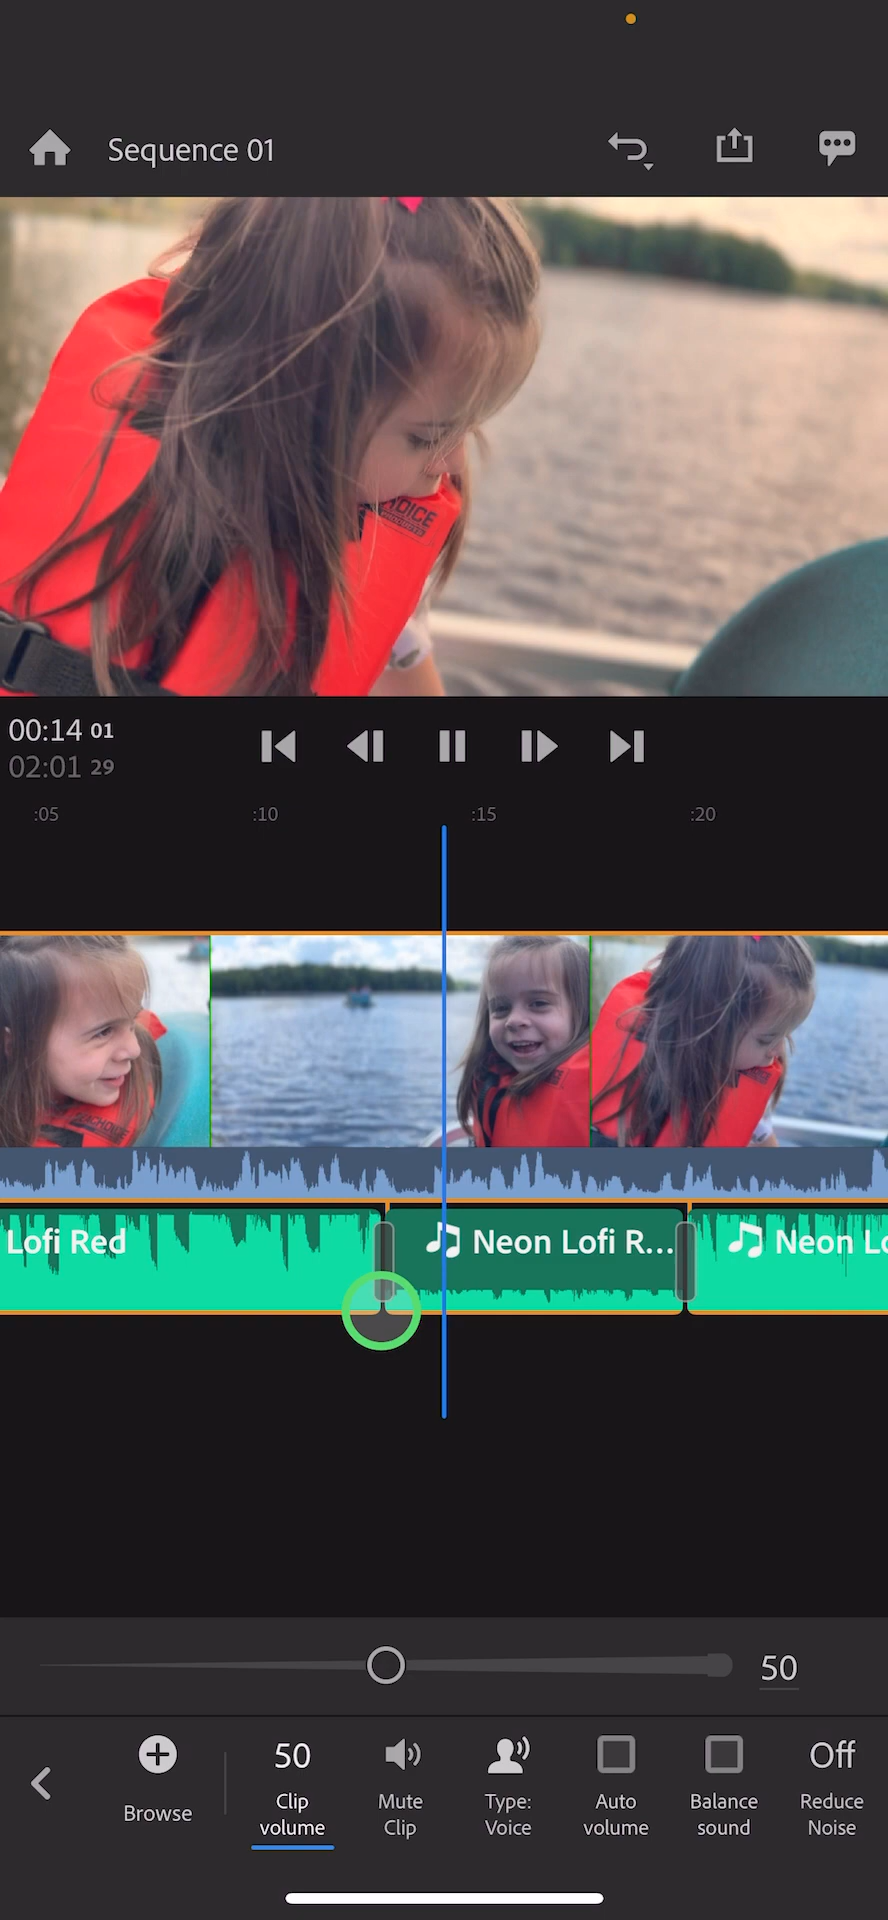 Sequence 01
00:14 01
02:01 29
:05 :10 :15 :20
Lofi Red
Neon Lofi R...
Neon Lo
50
50
Clip
volume
Mute
Clip
Type:
Voice
Auto
volume
Balance
sound
Off
Reduce
Noise
Browse